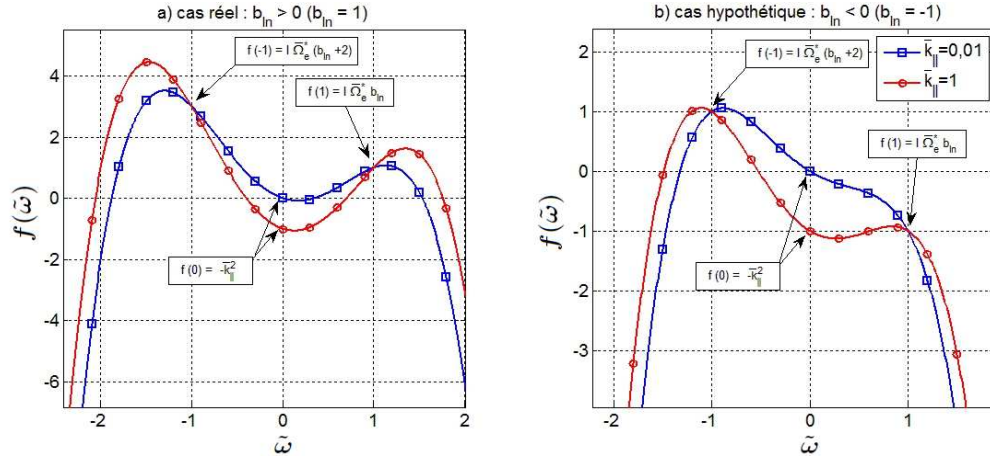 a) cas réel : b_ln > 0 (b_ln = 1)
f (-1) = l Ω̄_e^* (b_ln +2)
f (1) = l Ω̄_e^* b_ln
f (0) = -k̄_||^2
f(ω̃)
4
2
0
-2
-4
-6
-2
-1
0
1
2
ω̃
b) cas hypothétique : b_ln < 0 (b_ln = -1)
k̄_||=0,01
k̄_||=1
f (-1) = l Ω̄_e^* (b_ln +2)
f (1) = l Ω̄_e^* b_ln
f (0) = -k̄_||^2
f(ω̃)
2
1
0
-1
-2
-3
-2
-1
0
1
ω̃